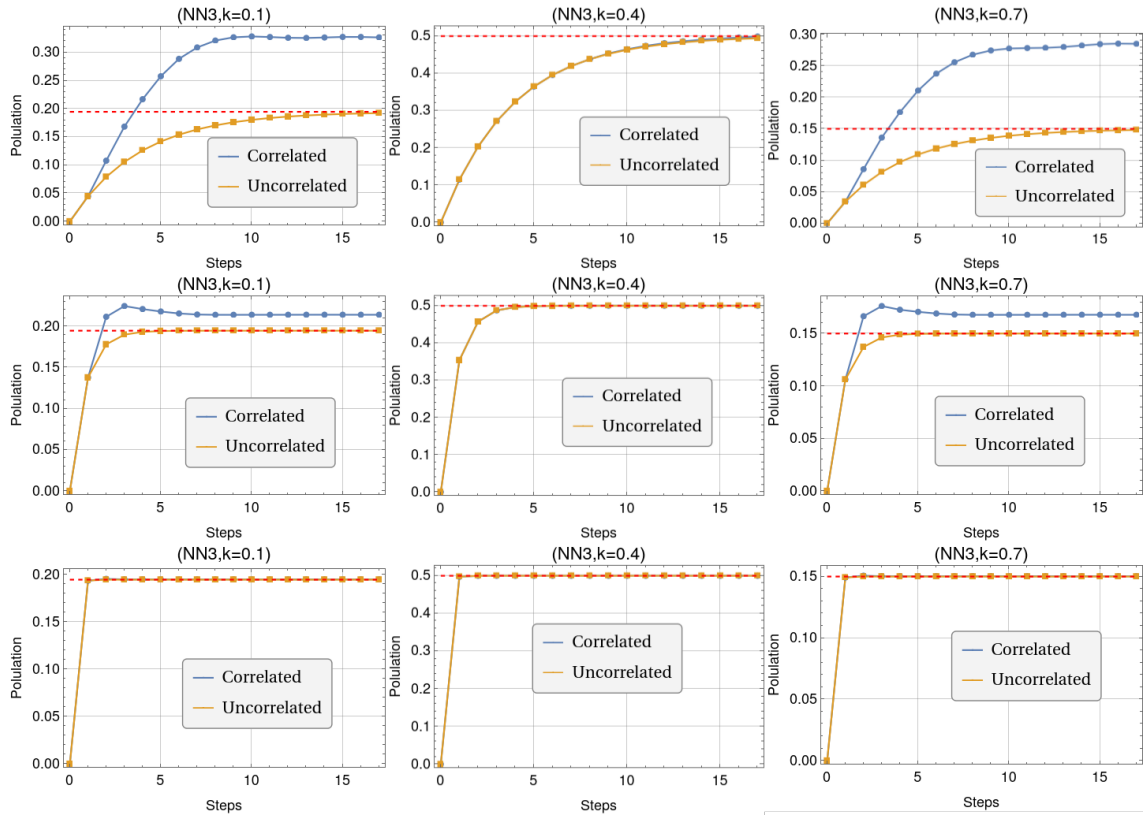 (NN3,k=0.1)
Polulation
0.30
0.25
0.20
0.15
0.10
0.05
0.00
Correlated
Uncorrelated
0 5 10 15
Steps
(NN3,k=0.4)
Polulation
0.5
0.4
0.3
0.2
0.1
0.0
Correlated
Uncorrelated
0 5 10 15
Steps
(NN3,k=0.7)
Polulation
0.30
0.25
0.20
0.15
0.10
0.05
0.00
Correlated
Uncorrelated
0 5 10 15
Steps
(NN3,k=0.1)
Polulation
0.20
0.15
0.10
0.05
0.00
Correlated
Uncorrelated
0 5 10 15
Steps
(NN3,k=0.4)
Polulation
0.5
0.4
0.3
0.2
0.1
0.0
Correlated
Uncorrelated
0 5 10 15
Steps
(NN3,k=0.7)
Polulation
0.15
0.10
0.05
0.00
Correlated
Uncorrelated
0 5 10 15
Steps
(NN3,k=0.1)
Polulation
0.20
0.15
0.10
0.05
0.00
Correlated
Uncorrelated
0 5 10 15
Steps
(NN3,k=0.4)
Polulation
0.5
0.4
0.3
0.2
0.1
0.0
Correlated
Uncorrelated
0 5 10 15
Steps
(NN3,k=0.7)
Polulation
0.15
0.10
0.05
0.00
Correlated
Uncorrelated
0 5 10 15
Steps